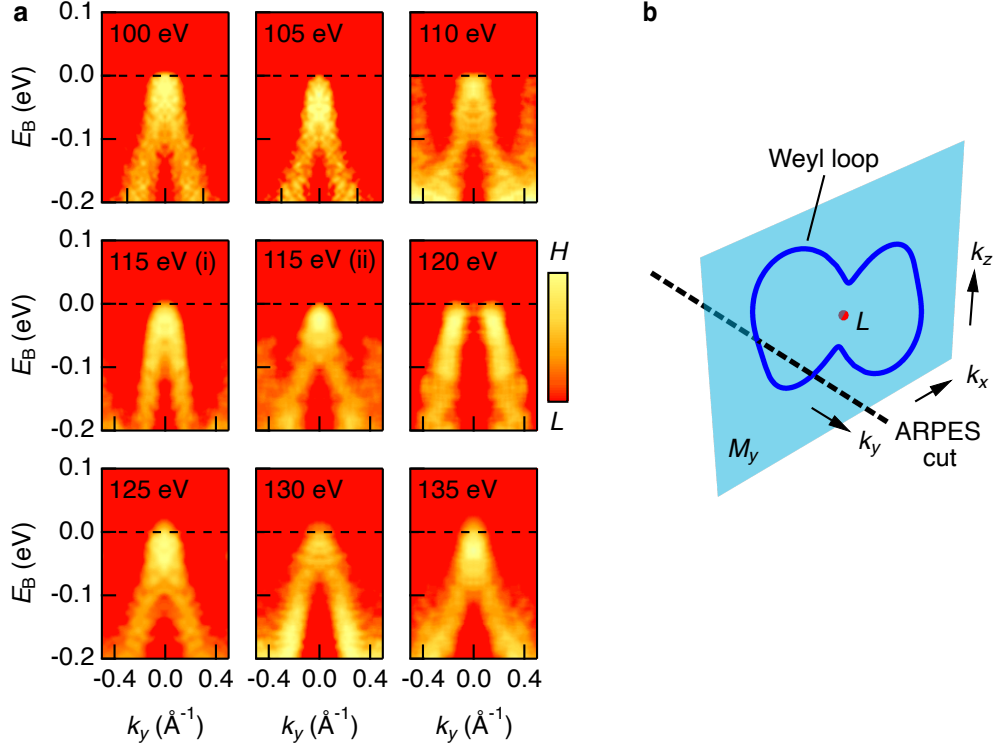 a
b
0.1
0.0
-0.1
-0.2
E_B (eV)
100 eV
105 eV
110 eV
0.1
0.0
-0.1
-0.2
E_B (eV)
115 eV (i)
115 eV (ii)
120 eV
H
L
0.1
0.0
-0.1
-0.2
E_B (eV)
125 eV
130 eV
135 eV
-0.4 0.0 0.4
-0.4 0.0 0.4
-0.4 0.0 0.4
k_y (Å⁻¹)
k_y (Å⁻¹)
k_y (Å⁻¹)
Weyl loop
k_z
L
k_x
k_y
ARPES
cut
M_y